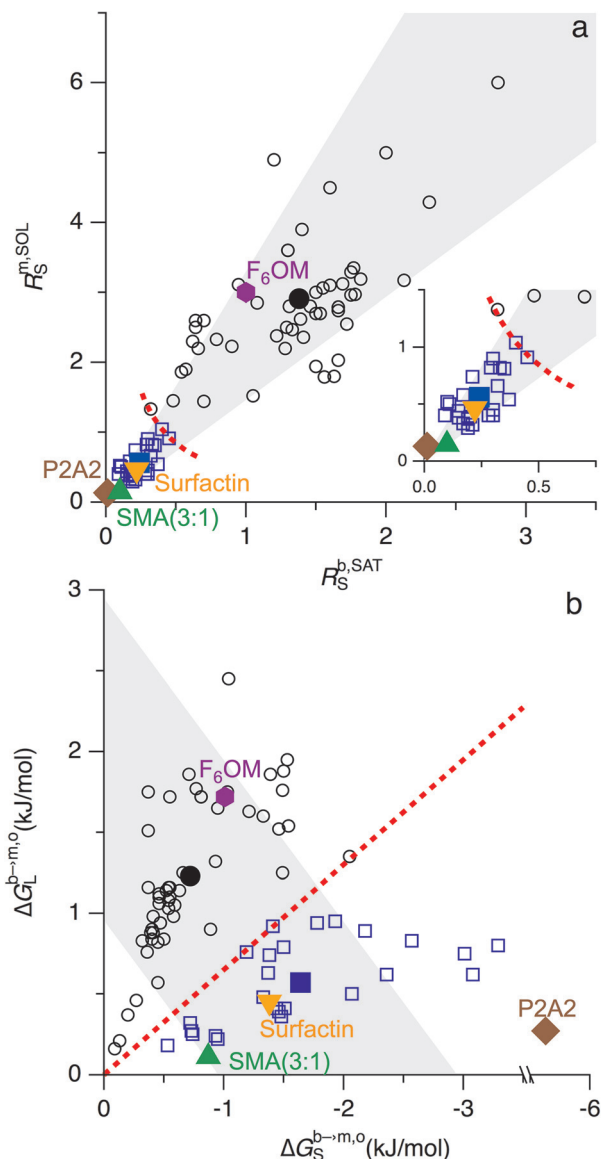 a
6
4
2
0
R_S^{m,SOL}
F₆OM
P2A2
Surfactin
SMA(3:1)
1
0
0.0
0.5
0
1
2
3
R_S^{b,SAT}
b
3
2
1
0
ΔG_L^{b→m,o}(kJ/mol)
F₆OM
Surfactin
SMA(3:1)
P2A2
0
-1
-2
-3
-6
ΔG_S^{b→m,o}(kJ/mol)